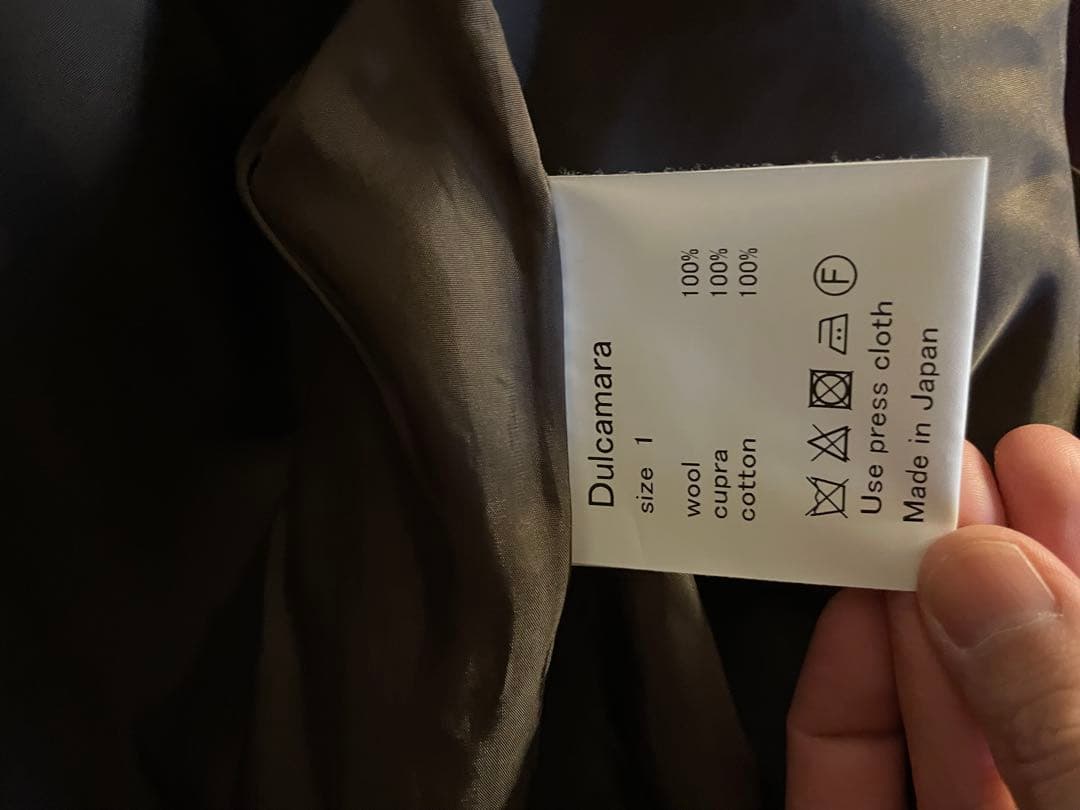 Dulcamara
size 1
wool 100%
cupra 100%
cotton 100%
F
Use press cloth
Made in Japan